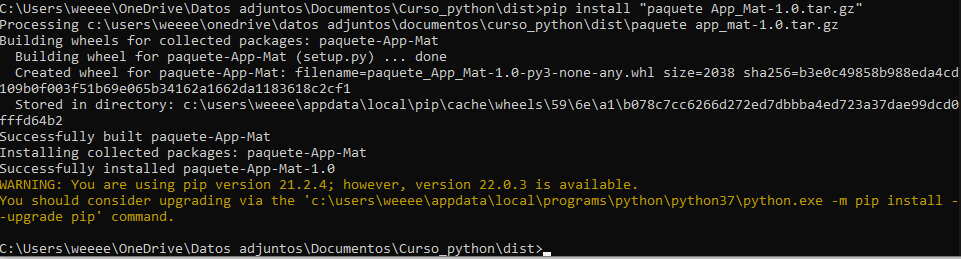 C:\Users\weeee\OneDrive\Datos adjuntos\Documentos\Curso_python\dist>pip install "paquete App_Mat-1.0.tar.gz"
Processing c:\users\weeee\onedrive\datos adjuntos\documentos\curso_python\dist\paquete app_mat-1.0.tar.gz
Building wheels for collected packages: paquete-App-Mat
  Building wheel for paquete-App-Mat (setup.py) ... done
  Created wheel for paquete-App-Mat: filename=paquete_App_Mat-1.0-py3-none-any.whl size=2038 sha256=b3e0c49858b988eda4cd
109b0f003f51b69e065b34162a1662da1183618c2cf1
  Stored in directory: c:\users\weeee\appdata\local\pip\cache\wheels\59\6e\a1\b078c7cc6266d272ed7dbbba4ed723a37dae99dcd0
fffd64b2
Successfully built paquete-App-Mat
Installing collected packages: paquete-App-Mat
Successfully installed paquete-App-Mat-1.0
WARNING: You are using pip version 21.2.4; however, version 22.0.3 is available.
You should consider upgrading via the 'c:\users\weeee\appdata\local\programs\python\python37\python.exe -m pip install -
-upgrade pip' command.
C:\Users\weeee\OneDrive\Datos adjuntos\Documentos\Curso_python\dist>